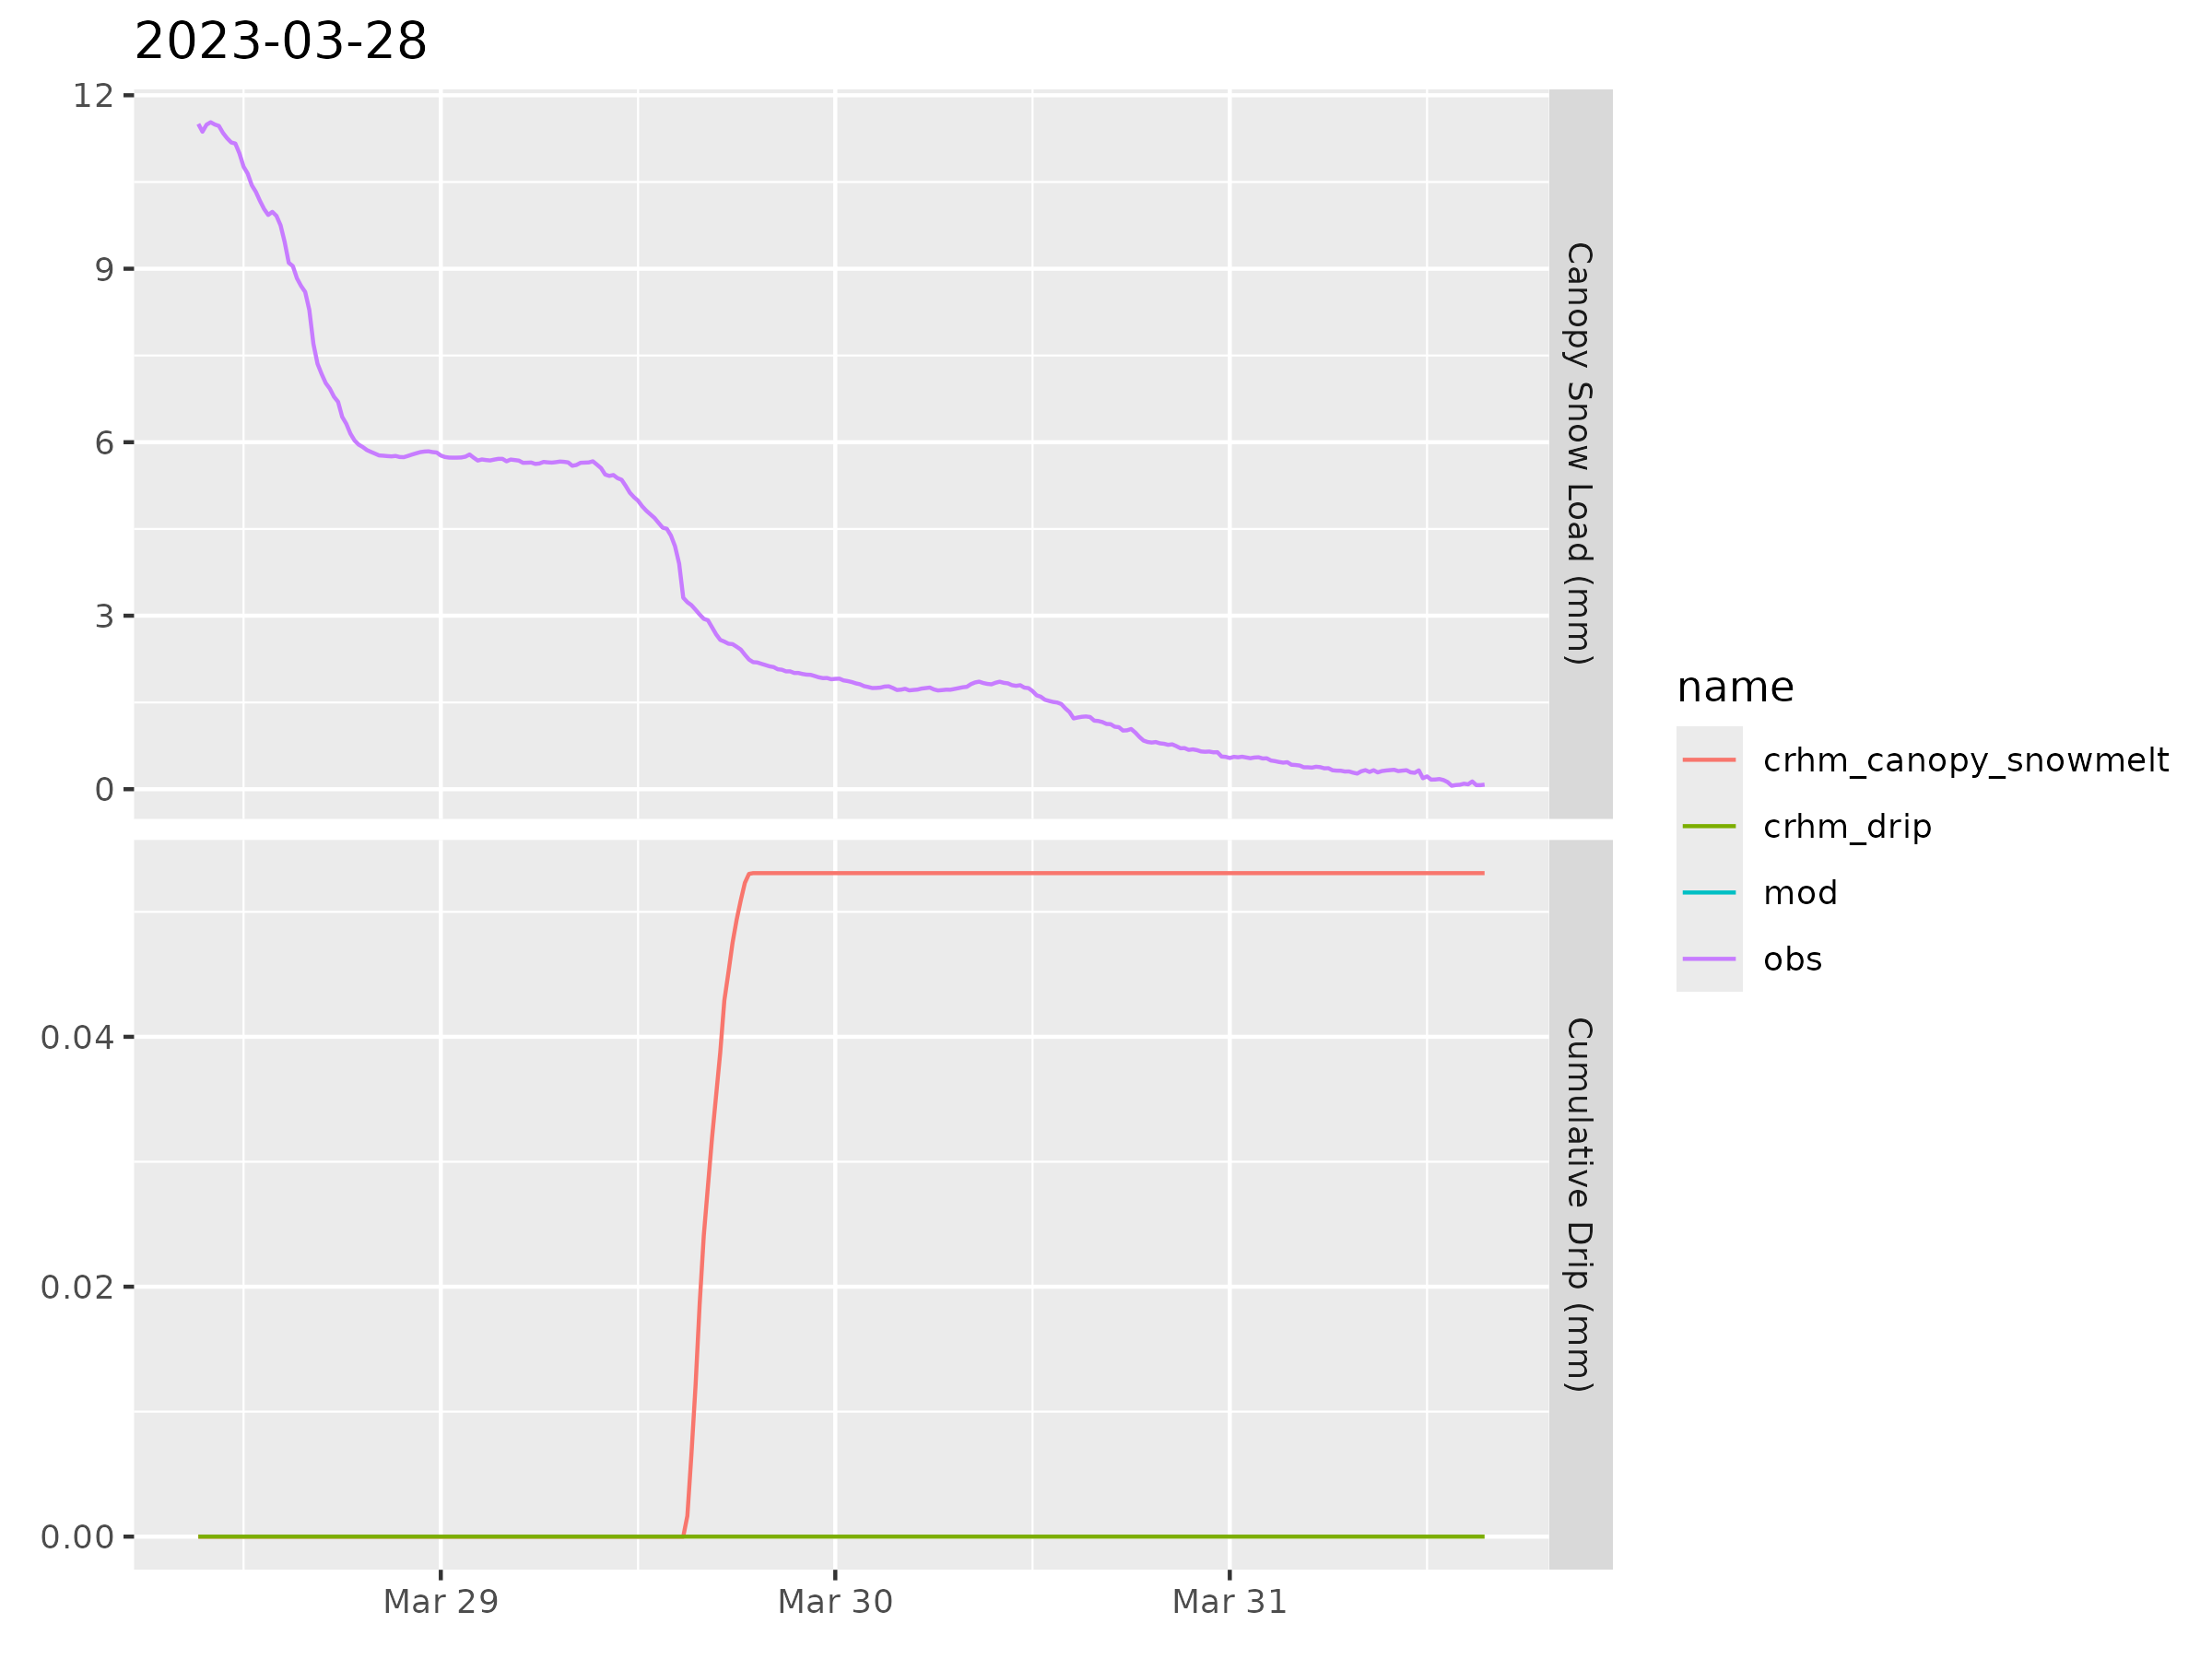 2023-03-28
12
9
6
3
0
Canopy Snow Load (mm)
0.04
0.02
0.00
Cumulative Drip (mm)
Mar 29
Mar 30
Mar 31
name
crhm_canopy_snowmelt
crhm_drip
mod
obs